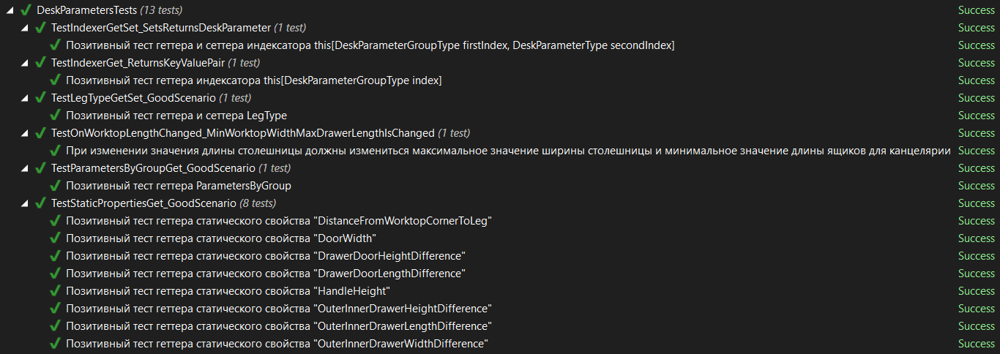 DeskParametersTests (13 tests) Success
TestIndexerGetSet_SetsReturnsDeskParameter (1 test) Success
Позитивный тест геттера и сеттера индексатора this[DeskParameterGroupType firstIndex, DeskParameterType secondIndex] Success
TestIndexerGet_ReturnsKeyValuePair (1 test) Success
Позитивный тест геттера индексатора this[DeskParameterGroupType index] Success
TestLegTypeGetSet_GoodScenario (1 test) Success
Позитивный тест геттера и сеттера LegType Success
TestOnWorktopLengthChanged_MinWorktopWidthMaxDrawerLengthIsChanged (1 test) Success
При изменении значения длины столешницы должны измениться максимальное значение ширины столешницы и минимальное значение длины ящиков для канцелярии Success
TestParametersByGroupGet_GoodScenario (1 test) Success
Позитивный тест геттера ParametersByGroup Success
TestStaticPropertiesGet_GoodScenario (8 tests) Success
Позитивный тест геттера статического свойства "DistanceFromWorktopCornerToLeg" Success
Позитивный тест геттера статического свойства "DoorWidth" Success
Позитивный тест геттера статического свойства "DrawerDoorHeightDifference" Success
Позитивный тест геттера статического свойства "DrawerDoorLengthDifference" Success
Позитивный тест геттера статического свойства "HandleHeight" Success
Позитивный тест геттера статического свойства "OuterInnerDrawerHeightDifference" Success
Позитивный тест геттера статического свойства "OuterInnerDrawerLengthDifference" Success
Позитивный тест геттера статического свойства "OuterInnerDrawerWidthDifference" Success